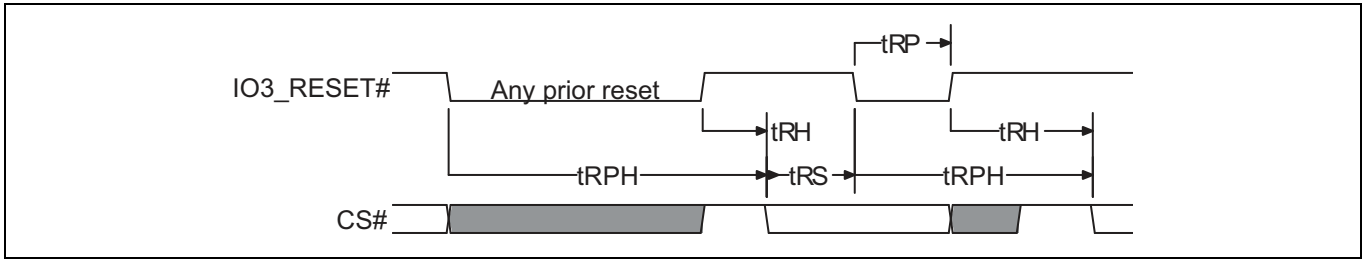 tRP
IO3_RESET#
Any prior reset
tRH
tRH
tRPH
tRS
tRPH
CS#